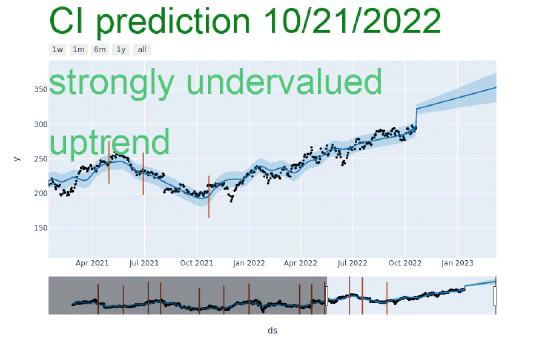 CI prediction 10/21/2022
1w 1m 6m 1y all
strongly undervalued
uptrend
350
300
250
200
150
y
Apr 2021 Jul 2021 Oct 2021 Jan 2022 Apr 2022 Jul 2022 Oct 2022 Jan 2023
ds